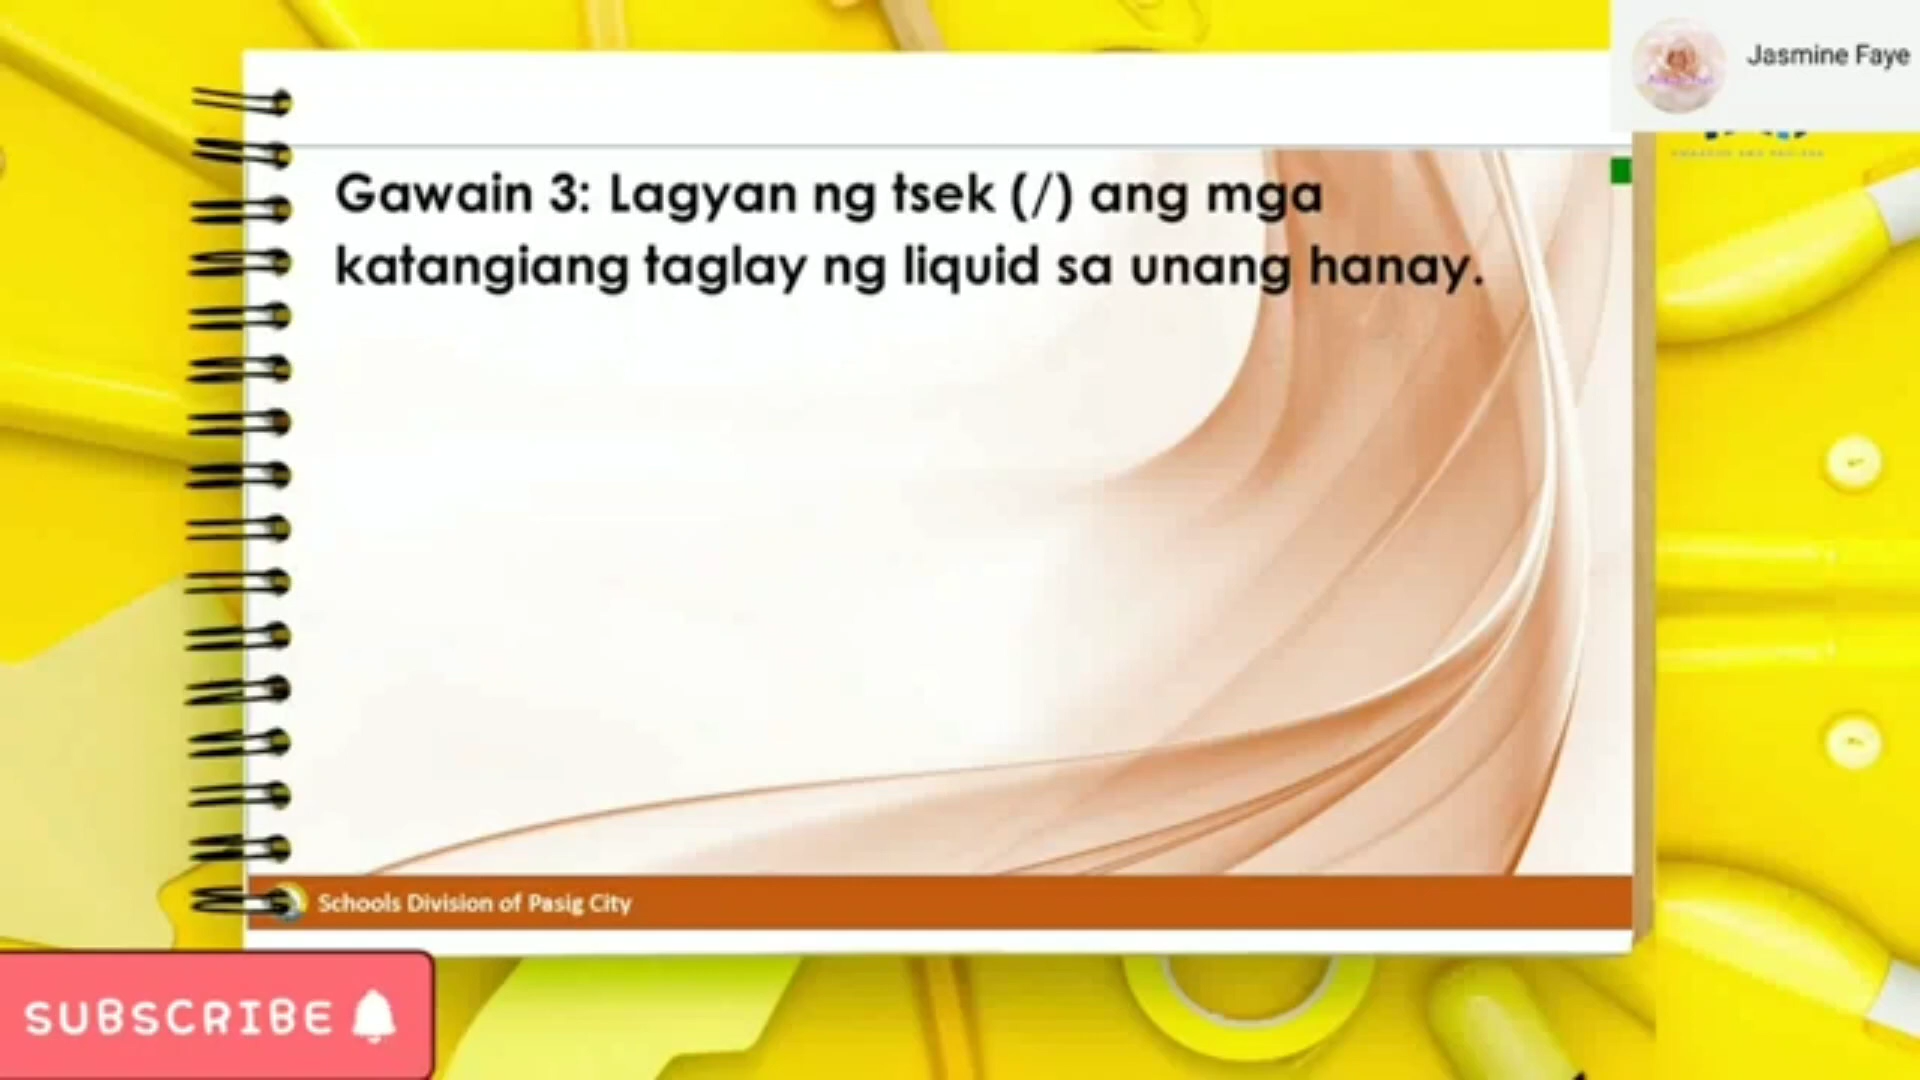 Jasmine Faye
Gawain 3: Lagyan ng tsek (/) ang mga
katangiang taglay ng liquid sa unang hanay.
Schools Division of Pasig City
SUBSCRIBE